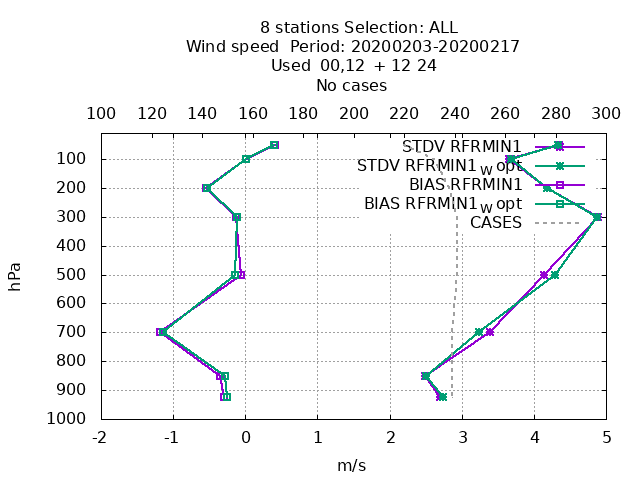 8 stations Selection: ALL
Wind speed  Period: 20200203-20200217
Used  00,12  + 12 24
No cases
100 120 140 160 180 200 220 240 260 280 300
STDV RFRMIN1
STDV RFRMIN1W opt
BIAS RFRMIN1
BIAS RFRMIN1W opt
CASES
100
200
300
400
500
600
700
800
900
1000
hPa
-2 -1 0 1 2 3 4 5
m/s